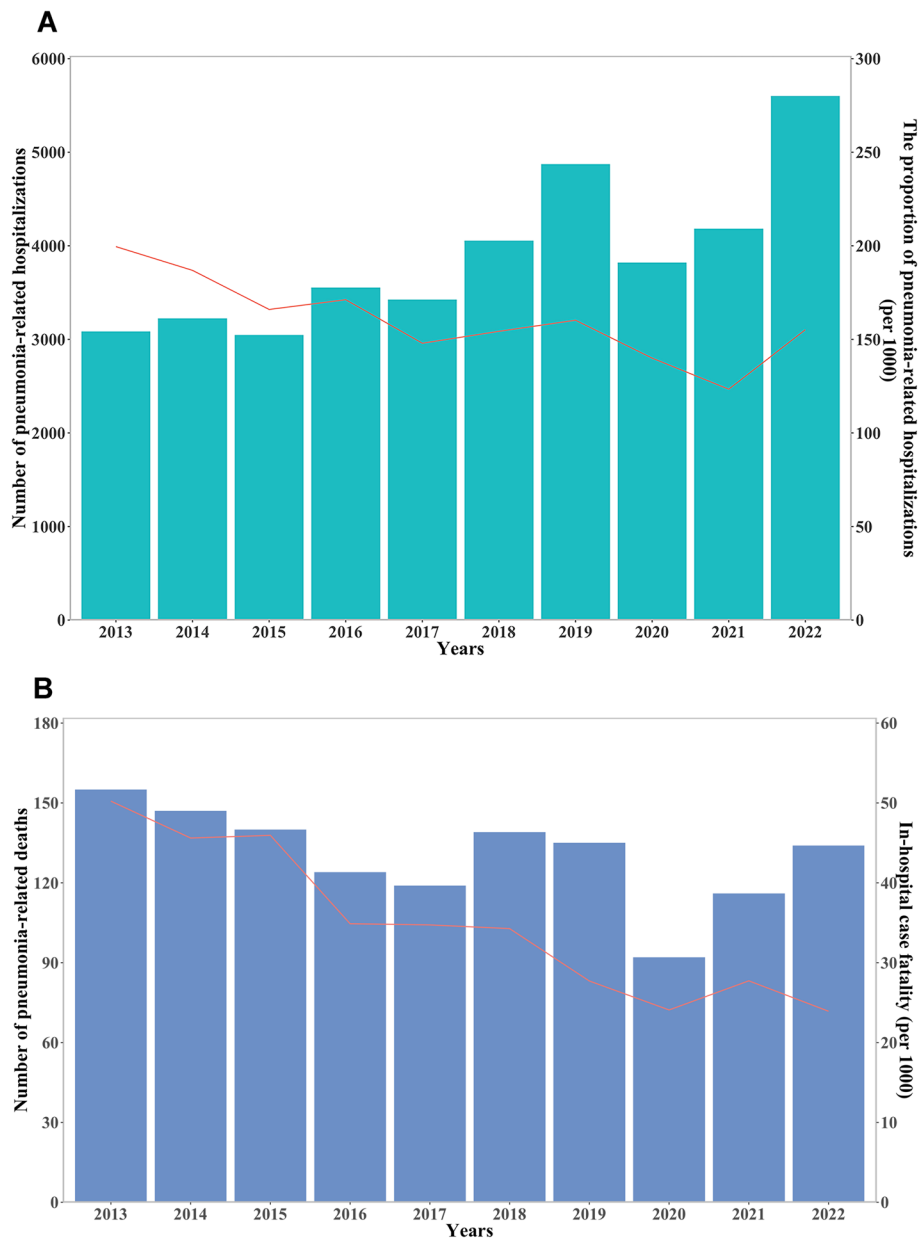 A
6000
5000
4000
3000
2000
1000
0
Number of pneumonia-related hospitalizations
300
250
200
150
100
50
0
The proportion of pneumonia-related hospitalizations
(per 1000)
2013 2014 2015 2016 2017 2018 2019 2020 2021 2022
Years
B
180
150
120
90
60
30
0
Number of pneumonia-related deaths
60
50
40
30
20
10
0
In-hospital case fatality (per 1000)
2013 2014 2015 2016 2017 2018 2019 2020 2021 2022
Years